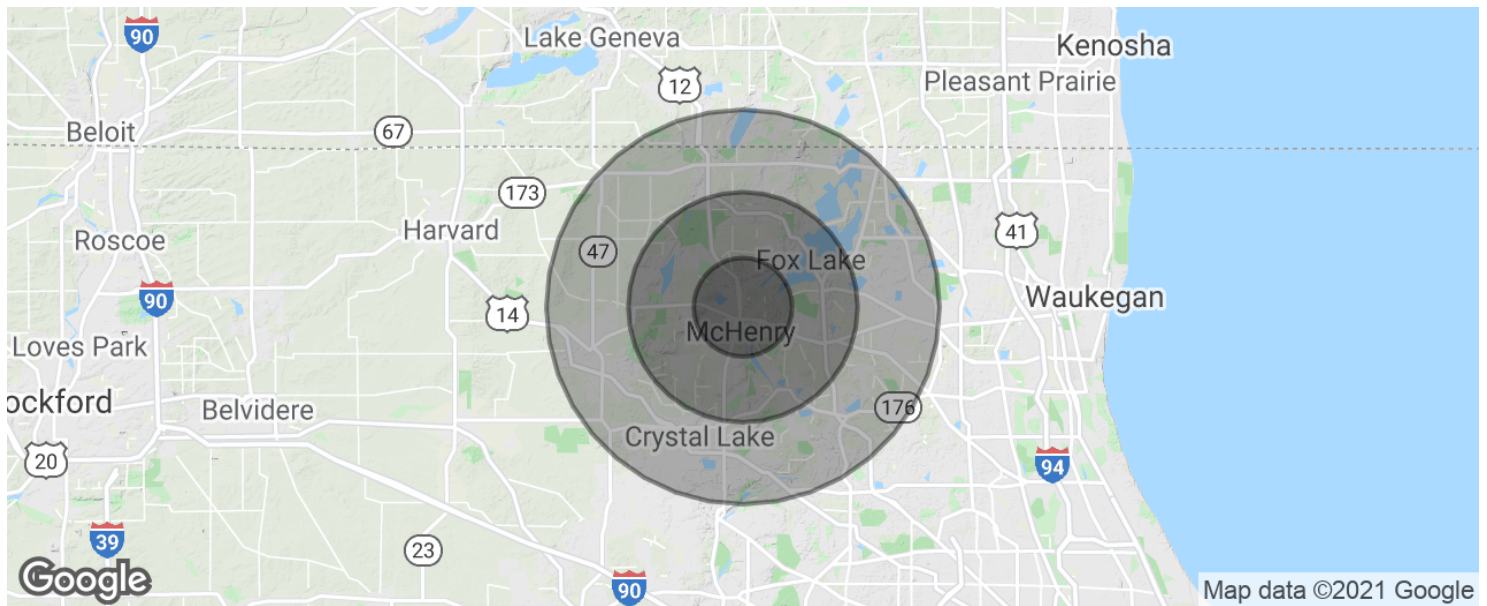 90
Lake Geneva
Kenosha
12
Pleasant Prairie
Beloit
67
173
Harvard
41
Roscoe
47
Fox Lake
90
Waukegan
14
McHenry
Loves Park
ockford
Belvidere
176
Crystal Lake
20
94
39
23
Google
90
Map data ©2021 Google